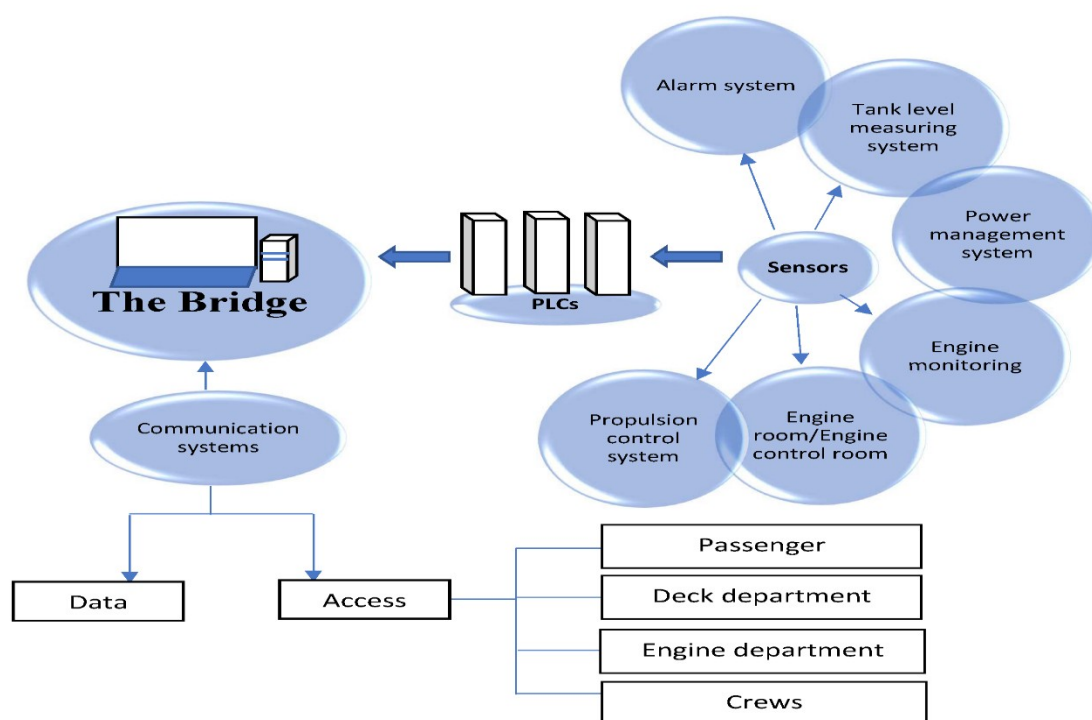 Alarm system
Tank level
measuring
system
Power
management
system
Sensors
PLCs
The Bridge
Engine
monitoring
Communication
systems
Propulsion
control
system
Engine
room/Engine
control room
Passenger
Data
Access
Deck department
Engine department
Crews